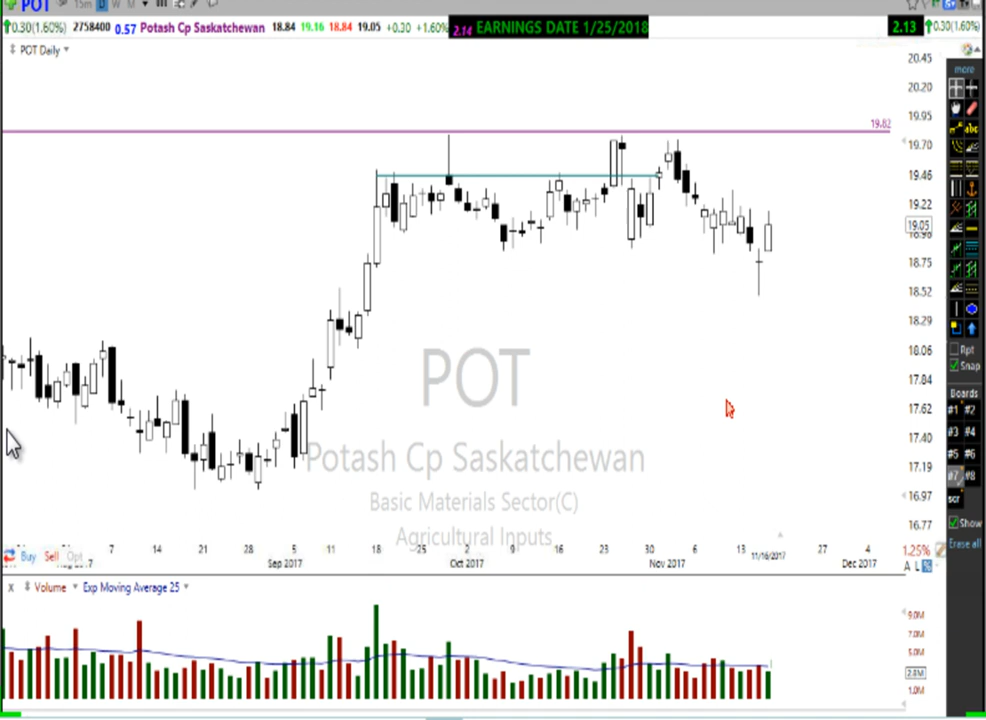 POT 15m D W M
0.30(1.60%) 2758400 0.57 Potash Cp Saskatchewan 18.84 19.16 18.84 19.05 +0.30 +1.60% 2.14 EARNINGS DATE 1/25/2018 2.13 0.30(1.60%)
POT Daily
20.45
20.20
19.95
19.82
19.70
19.46
19.22
19.05
18.98
18.75
18.52
18.29
18.06
17.84
17.62
17.40
17.19
16.97
16.77
more
abc
Rpt
Snap
Boards
#1 #2
#3 #4
#5 #6
#7 #8
scr
Show
Erase all
POT
Potash Cp Saskatchewan
Basic Materials Sector(C)
Agricultural Inputs
Buy Sell Opt
7 14 21 28 5 11 18 25 2 9 16 23 30 6 13 11/16/2017 27 4
2017 Sep 2017 Oct 2017 Nov 2017 Dec 2017
1.25%
A L %
X Volume Exp Moving Average 25
9.0M
7.0M
5.0M
2.8M
1.0M